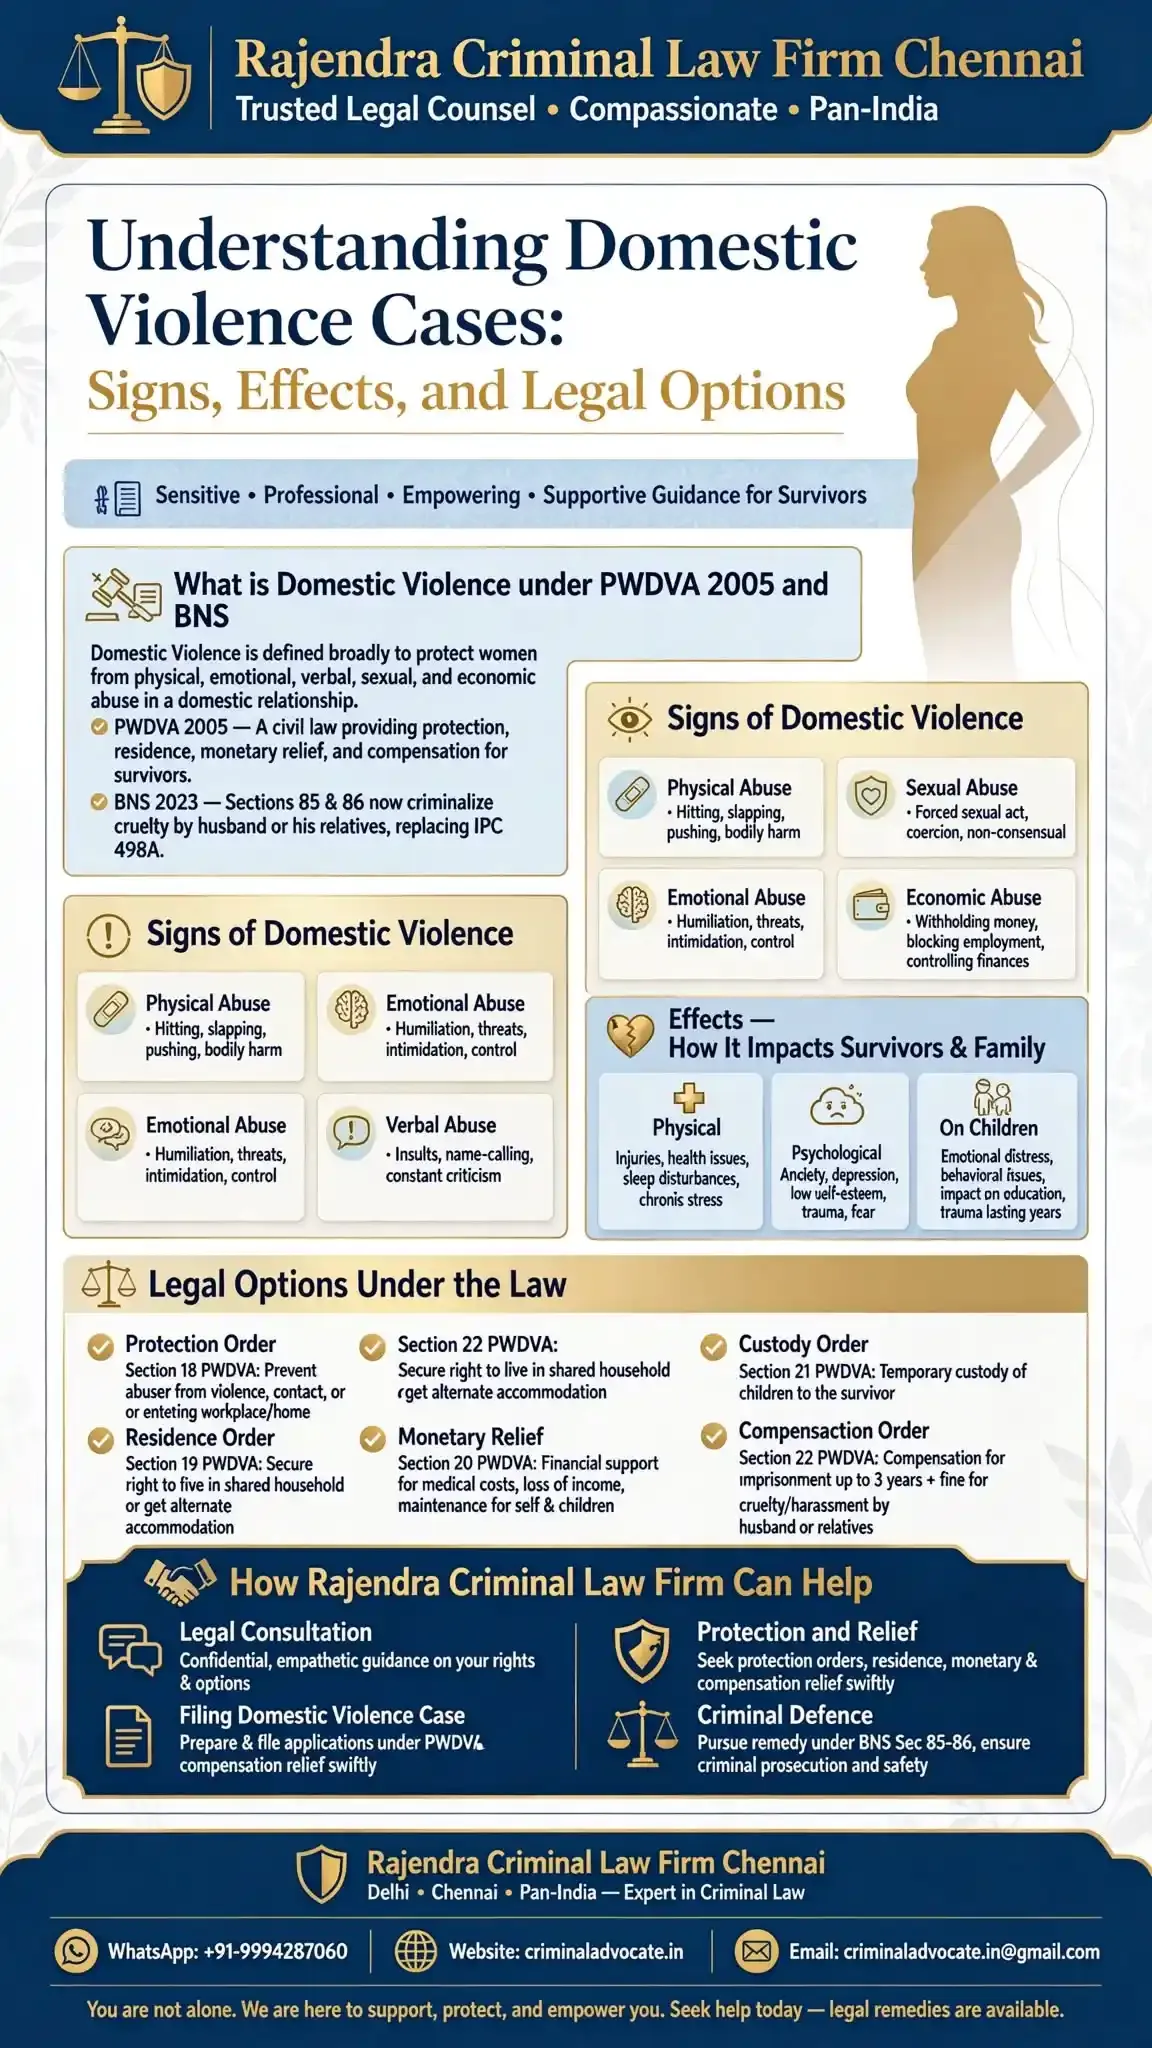 Rajendra Criminal Law Firm Chennai
Trusted Legal Counsel • Compassionate • Pan-India
Understanding Domestic
Violence Cases:
Signs, Effects, and Legal Options
Sensitive • Professional • Empowering • Supportive Guidance for Survivors
What is Domestic Violence under PWDVA 2005 and
BNS
Domestic Violence is defined broadly to protect women
from physical, emotional, verbal, sexual, and economic
abuse in a domestic relationship.
PWDVA 2005 — A civil law providing protection,
residence, monetary relief, and compensation for
survivors.
BNS 2023 — Sections 85 & 86 now criminalize
cruelty by husband or his relatives, replacing IPC
498A.
Signs of Domestic Violence
Physical Abuse
• Hitting, slapping,
pushing, bodily harm
Sexual Abuse
• Forced sexual act,
coercion, non-consensual
Emotional Abuse
• Humiliation, threats,
intimidation, control
Economic Abuse
• Withholding money,
blocking employment,
controlling finances
Signs of Domestic Violence
Physical Abuse
• Hitting, slapping,
pushing, bodily harm
Emotional Abuse
• Humiliation, threats,
intimidation, control
Emotional Abuse
• Humiliation, threats,
intimidation, control
Verbal Abuse
• Insults, name-calling,
constant criticism
Effects —
How It Impacts Survivors & Family
Physical
Injuries, health issues,
sleep disturbances,
chronis stress
Psychological
depression,
low
trauma, fear
On Children
Emotional distress,
behavioral
impact on education,
trauma lasting years
Legal Options Under the Law
Protection Order
Section 18 PWDVA: Prevent
abuser from violence, contact, or
or enteting workplace/home
Section 22 PWDVA:
Secure right to live in shared household
get alternate accommodation
Custody Order
Section 21 PWDVA: Temporary custody of
children to the survivor
Residence Order
Section 19 PWDVA: Secure
right to five in shared household
or get alternate
accommodation
Monetary Relief
Section 20 PWDVA: Financial support
for medical costs, loss of income,
maintenance for self & children
Compensaction Order
Section 22 PWDVA: Compensation for
imprisonment up to 3 years + fine for
cruelty/harassment by
husband or relatives
How Rajendra Criminal Law Firm Can Help
Legal Consultation
Confidential, empathetic guidance on your rights
& options
Protection and Relief
Seek protection orders, residence, monetary &
compensation relief swiftly
Filing Domestic Violence Case
Prepare & file applications under PWDVA
compensation relief swiftly
Criminal Defence
Pursue remedy under BNS Sec 85-86, ensure
criminal prosecution and safety
Rajendra Criminal Law Firm Chennai
Delhi • Chennai • Pan-India — Expert in Criminal Law
WhatsApp: +91-9994287060
Website: criminaladvocate.in
Email: criminaladvocate.in@gmail.com
You are not alone. We are here to support, protect, and empower you. Seek help today — legal remedies are available.